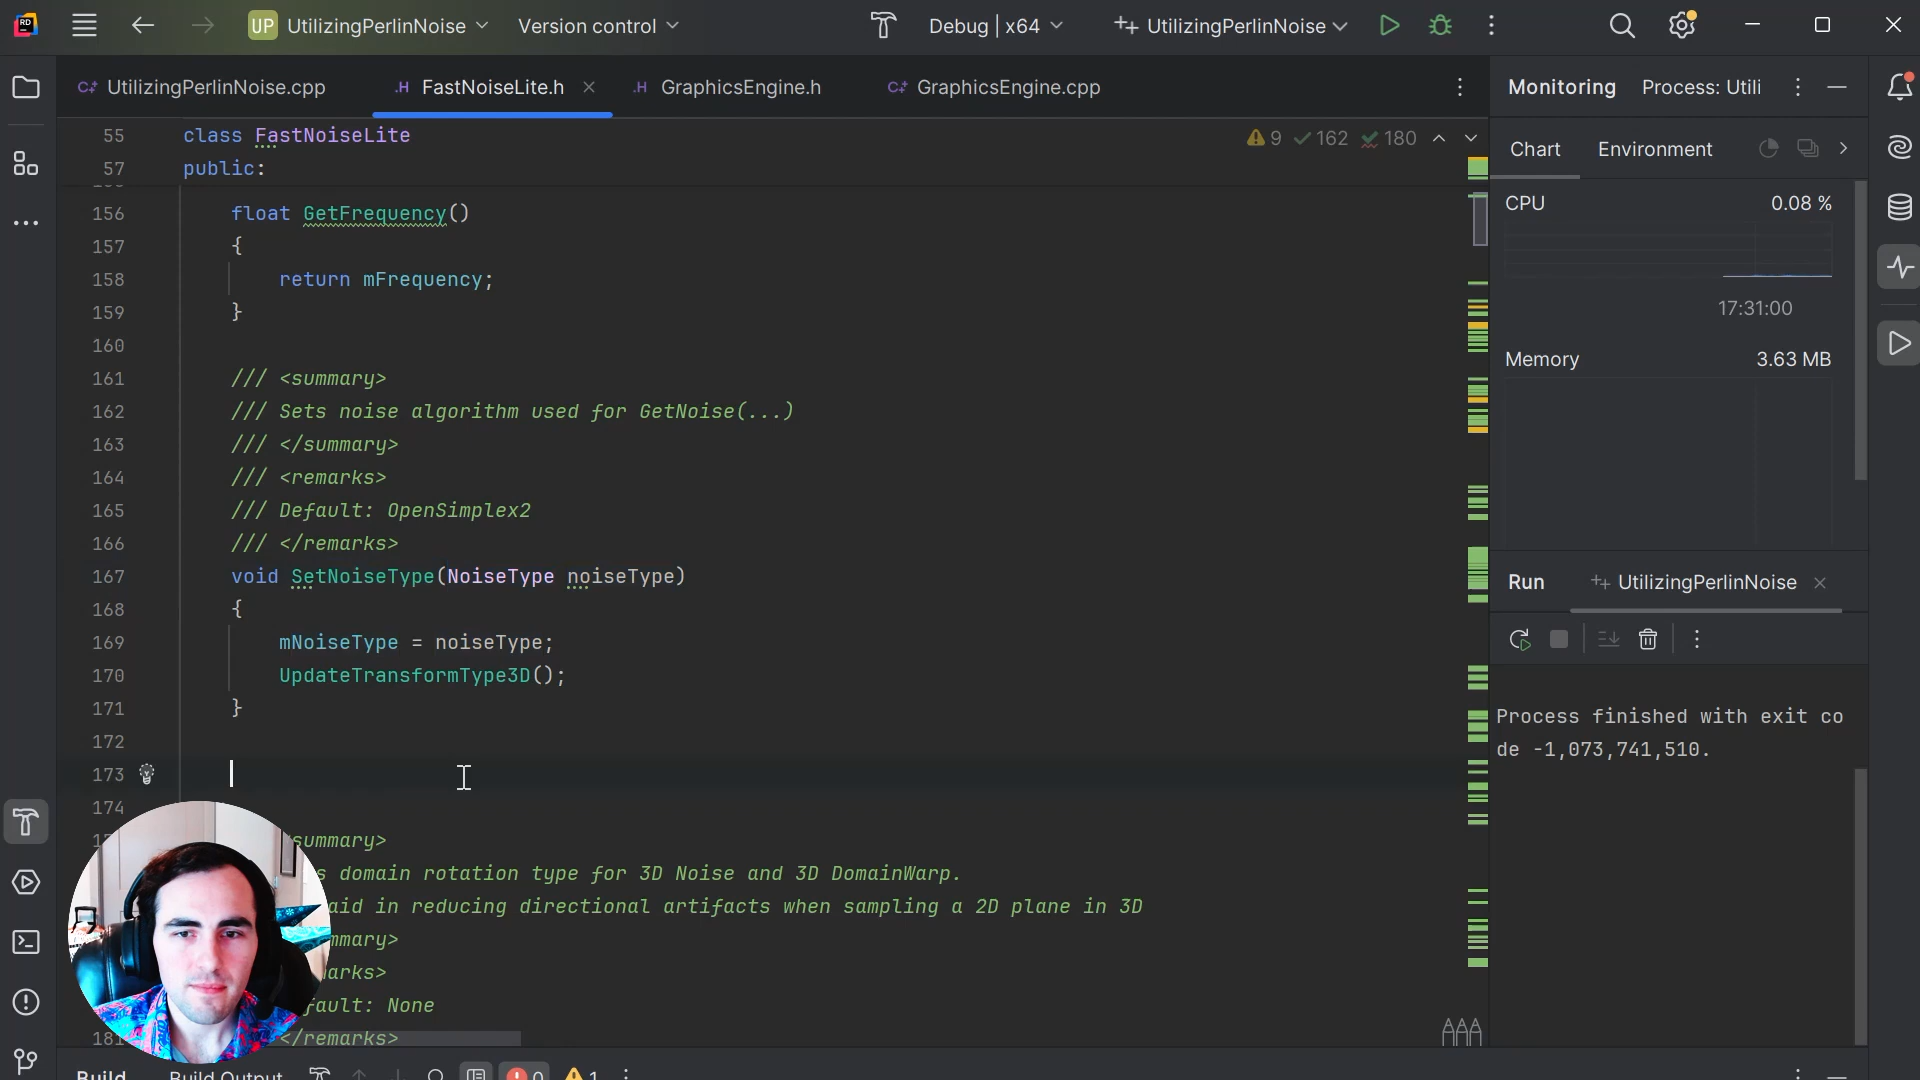 UP UtilizingPerlinNoise Version control Debug | x64 UtilizingPerlinNoise
UtilizingPerlinNoise.cpp .H FastNoiseLite.h .H GraphicsEngine.h GraphicsEngine.cpp
55 class FastNoiseLite
57 public:
9 162 180
156 float GetFrequency()
157 {
158 return mFrequency;
159 }
160
161 /// <summary>
162 /// Sets noise algorithm used for GetNoise(...)
163 /// </summary>
164 /// <remarks>
165 /// Default: OpenSimplex2
166 /// </remarks>
167 void SetNoiseType(NoiseType noiseType)
168 {
169 mNoiseType = noiseType;
170 UpdateTransformType3D();
171 }
172
173
174
summary>
domain rotation type for 3D Noise and 3D DomainWarp.
aid in reducing directional artifacts when sampling a 2D plane in 3D
mmary>
arks>
fault: None
181 </remarks>
Build Build Output 0 1
Monitoring Process: Utili
Chart Environment
CPU 0.08 %
17:31:00
Memory 3.63 MB
Run UtilizingPerlinNoise
Process finished with exit co
de -1,073,741,510.